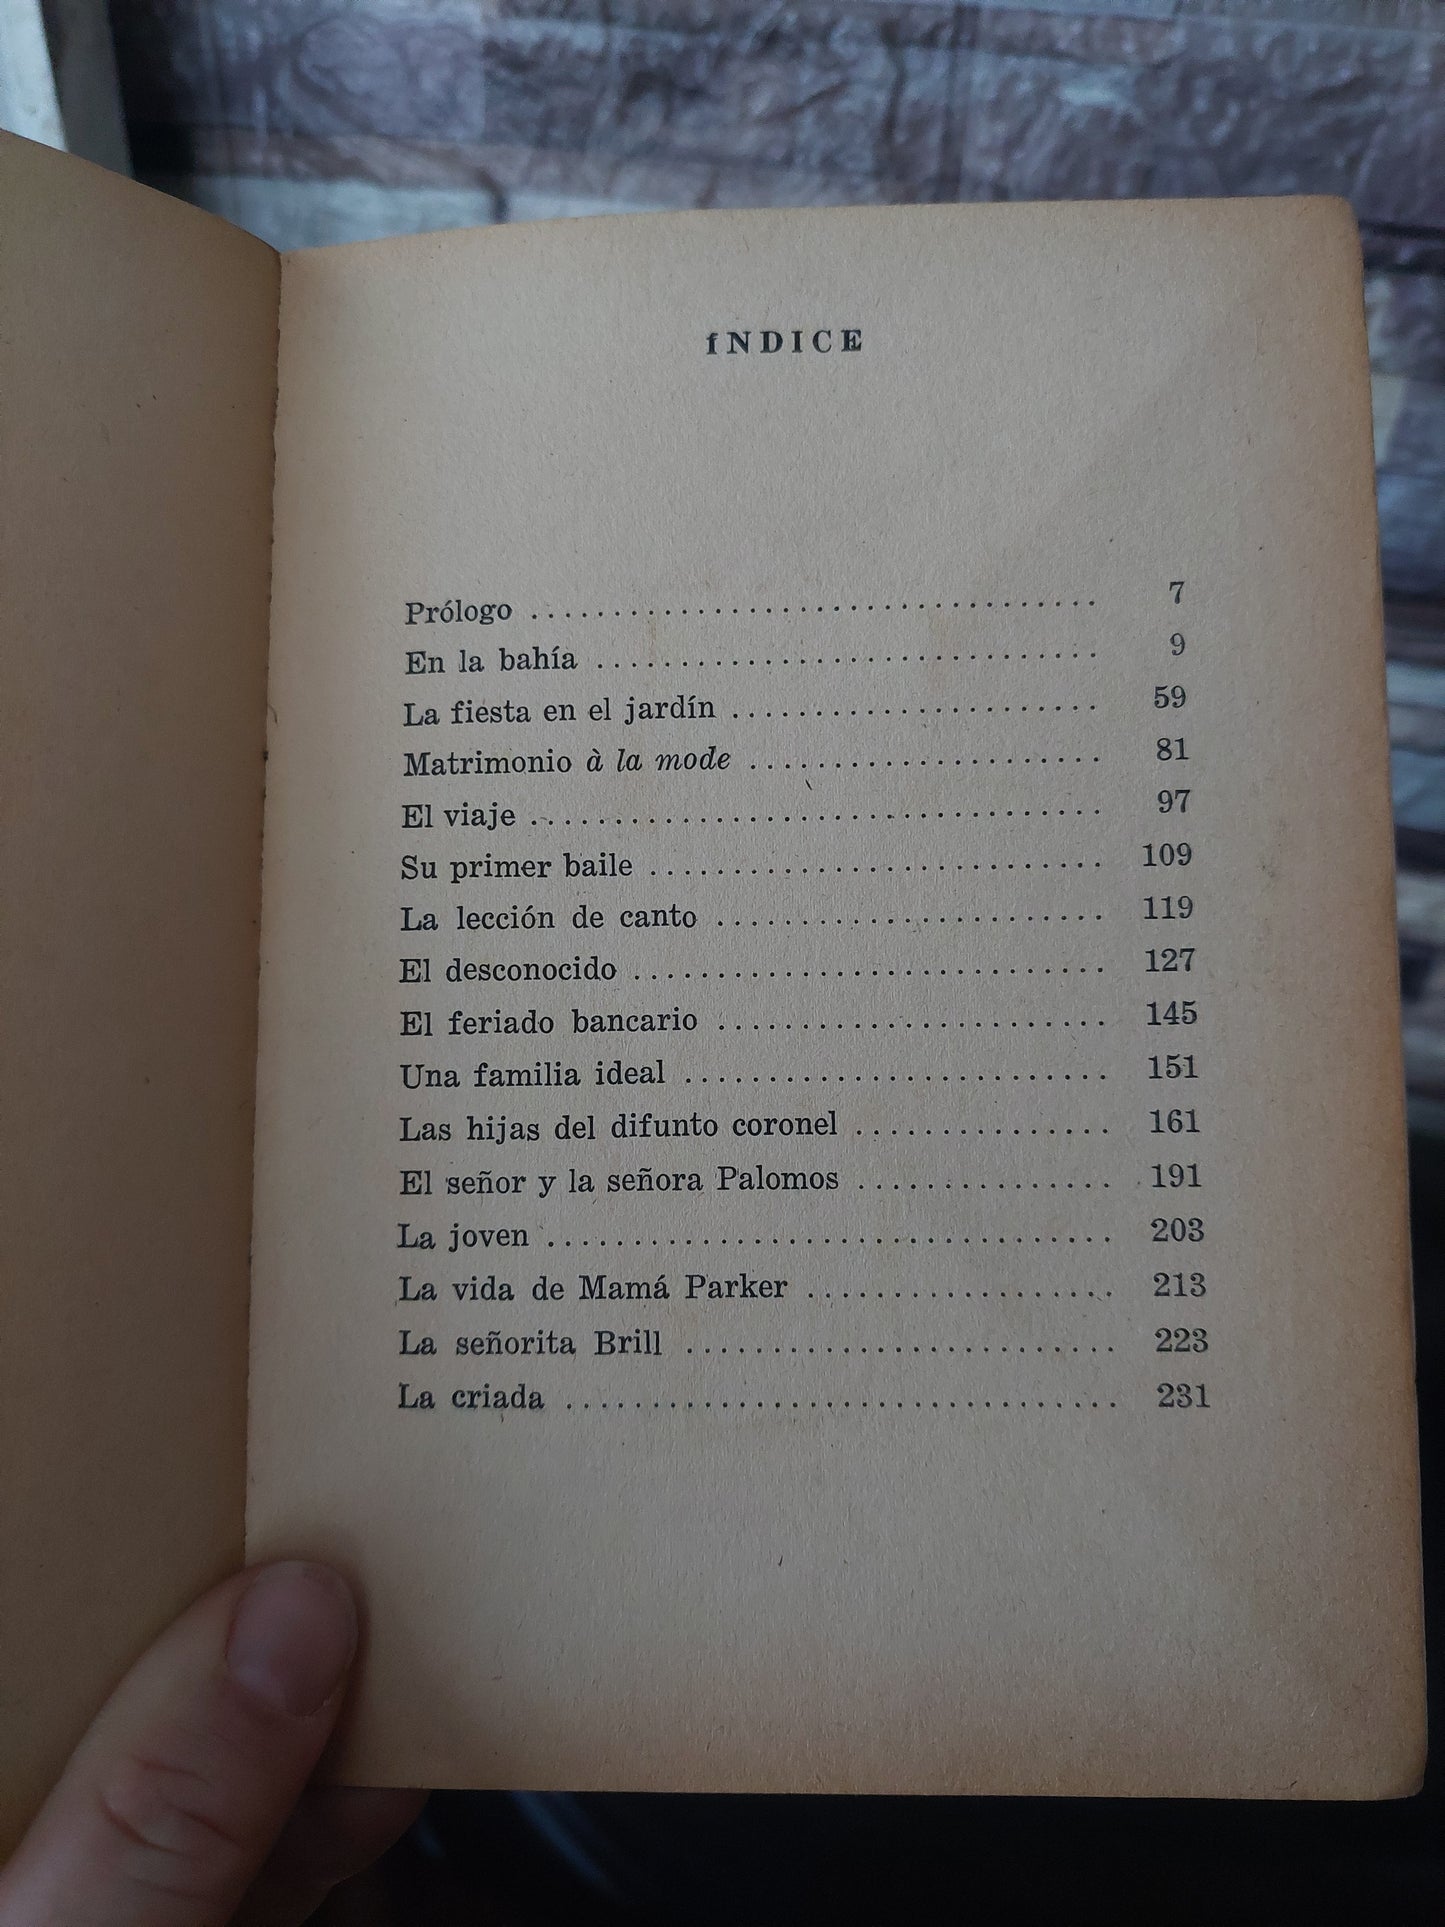 ÍNDICE
Prólogo .................................. 7
En la bahía .............................. 9
La fiesta en el jardín ...................... 59
Matrimonio à la mode ..................... 81
El viaje .................................. 97
Su primer baile ........................... 109
La lección de canto ....................... 119
El desconocido ............................ 127
El feriado bancario ....................... 145
Una familia ideal ......................... 151
Las hijas del difunto coronel ............... 161
El señor y la señora Palomos ............... 191
La joven .................................. 203
La vida de Mamá Parker .................. 213
La señorita Brill ......................... 223
La criada ................................. 231